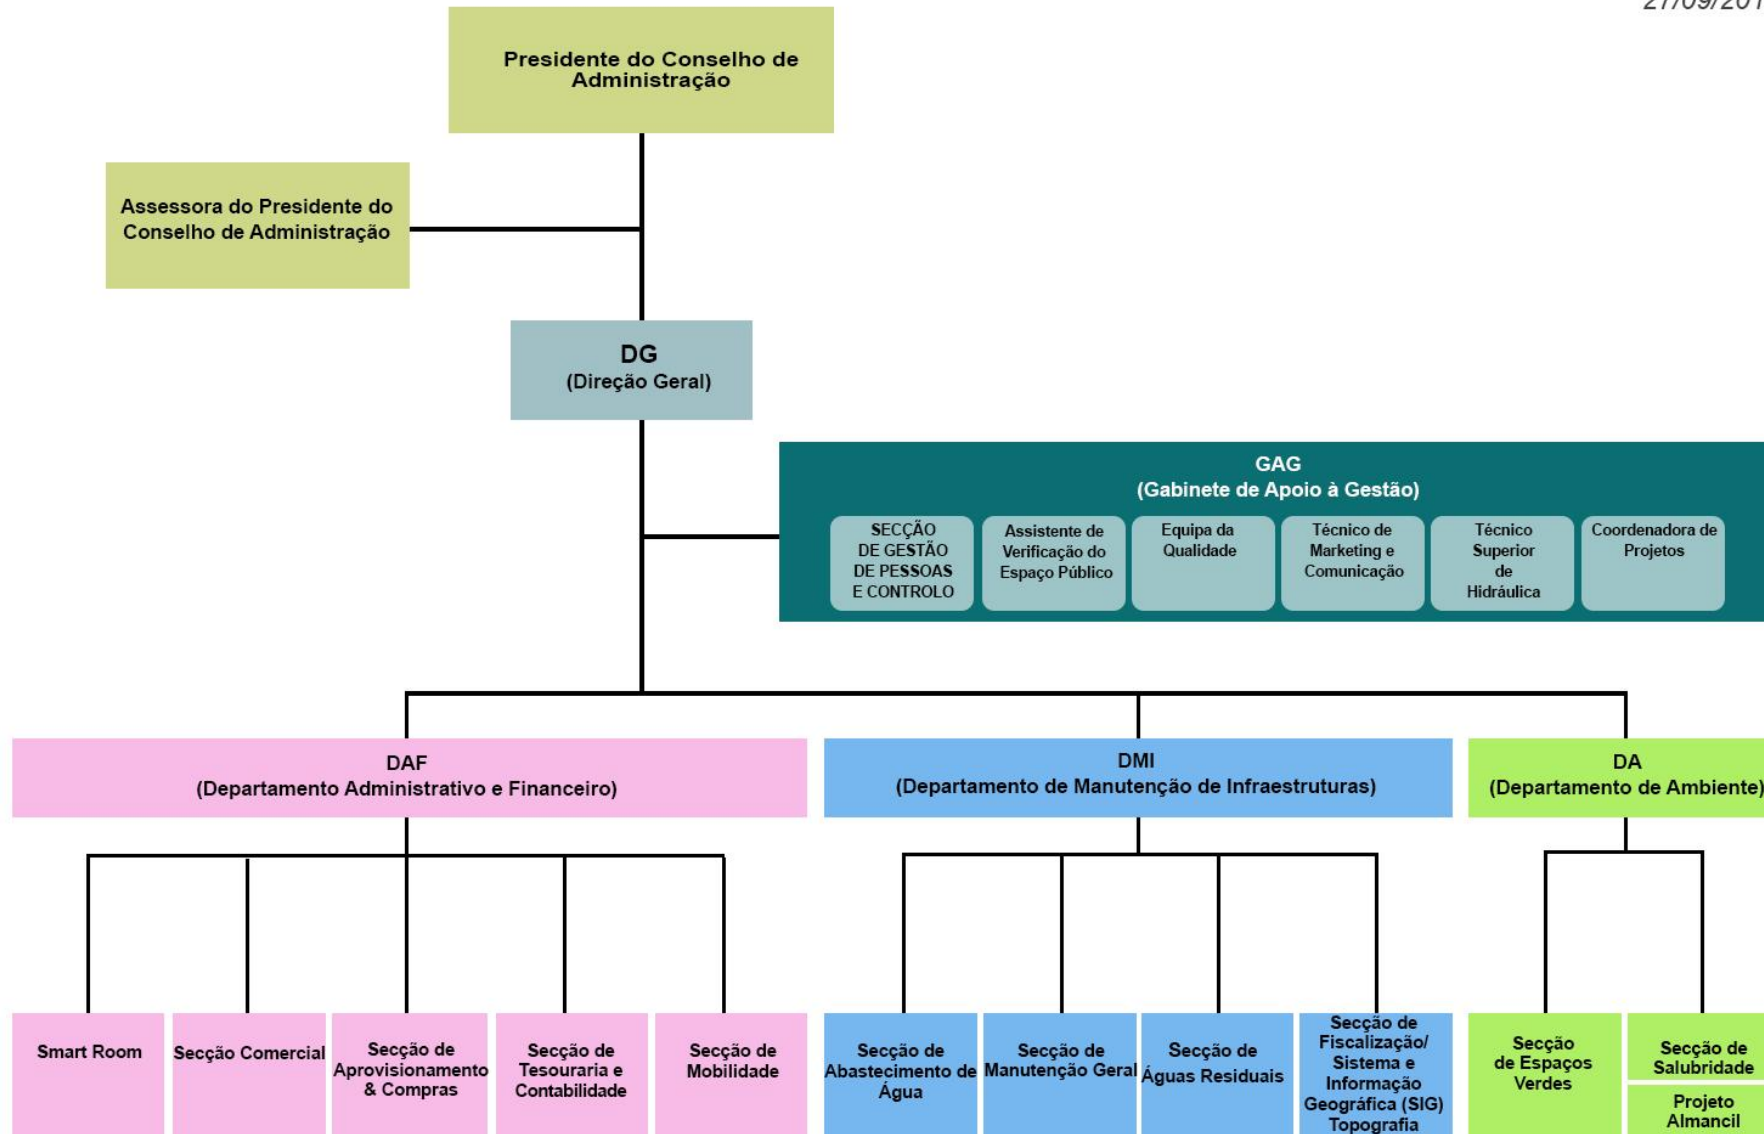 27/09/201
Presidente do Conselho de
Administração
Assessora do Presidente do
Conselho de Administração
DG
(Direção Geral)
GAG
(Gabinete de Apoio à Gestão)
SECÇÃO
DE GESTÃO
DE PESSOAS
E CONTROLO
Assistente de
Verificação do
Espaço Público
Equipa da
Qualidade
Técnico de
Marketing e
Comunicação
Técnico
Superior
de
Hidráulica
Coordenadora de
Projetos
DAF
(Departamento Administrativo e Financeiro)
DMI
(Departamento de Manutenção de Infraestruturas)
DA
(Departamento de Ambiente)
Smart Room
Secção Comercial
Secção de
Aprovisionamento
& Compras
Secção de
Tesouraria e
Contabilidade
Secção de
Mobilidade
Secção de
Abastecimento de
Água
Secção de
Manutenção Geral
Secção de
Águas Residuais
Secção de
Fiscalização/
Sistema e
Informação
Geográfica (SIG)
Topografia
Secção
de Espaços
Verdes
Secção de
Salubridade
Projeto
Almancil